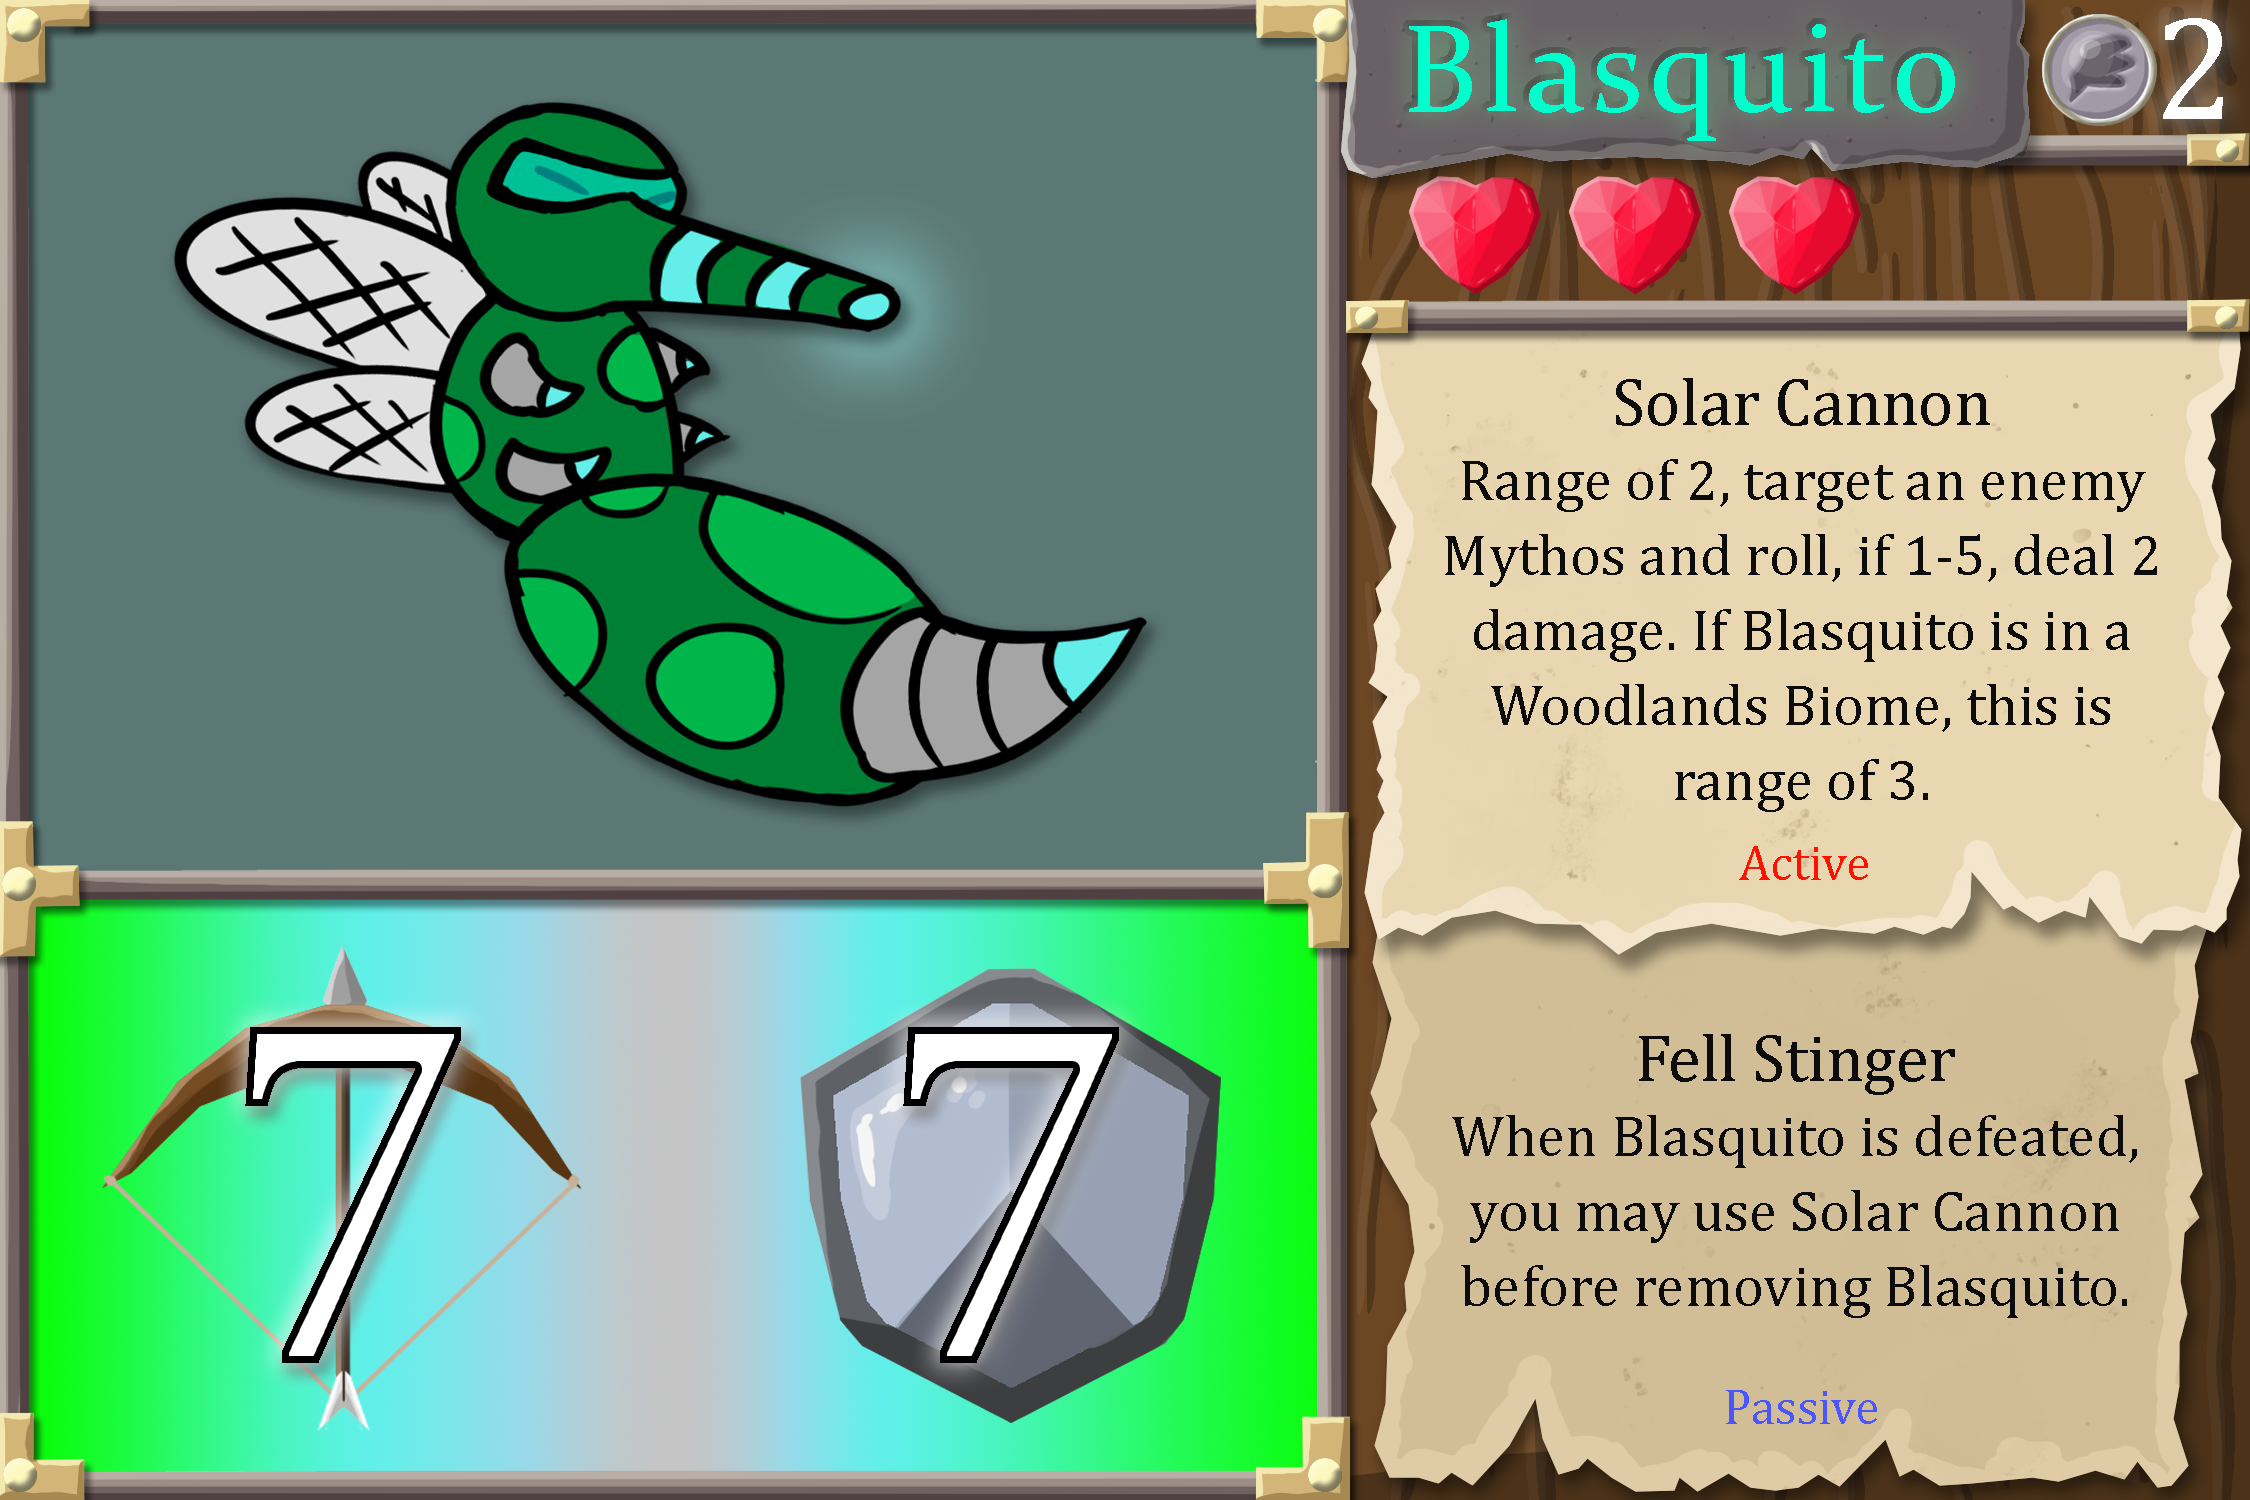 Blasquito
2
Solar Cannon
Range of 2, target an enemy
Mythos and roll, if 1-5, deal 2
damage. If Blasquito is in a
Woodlands Biome, this is
range of 3.
Active
7
7
Fell Stinger
When Blasquito is defeated,
you may use Solar Cannon
before removing Blasquito.
Passive